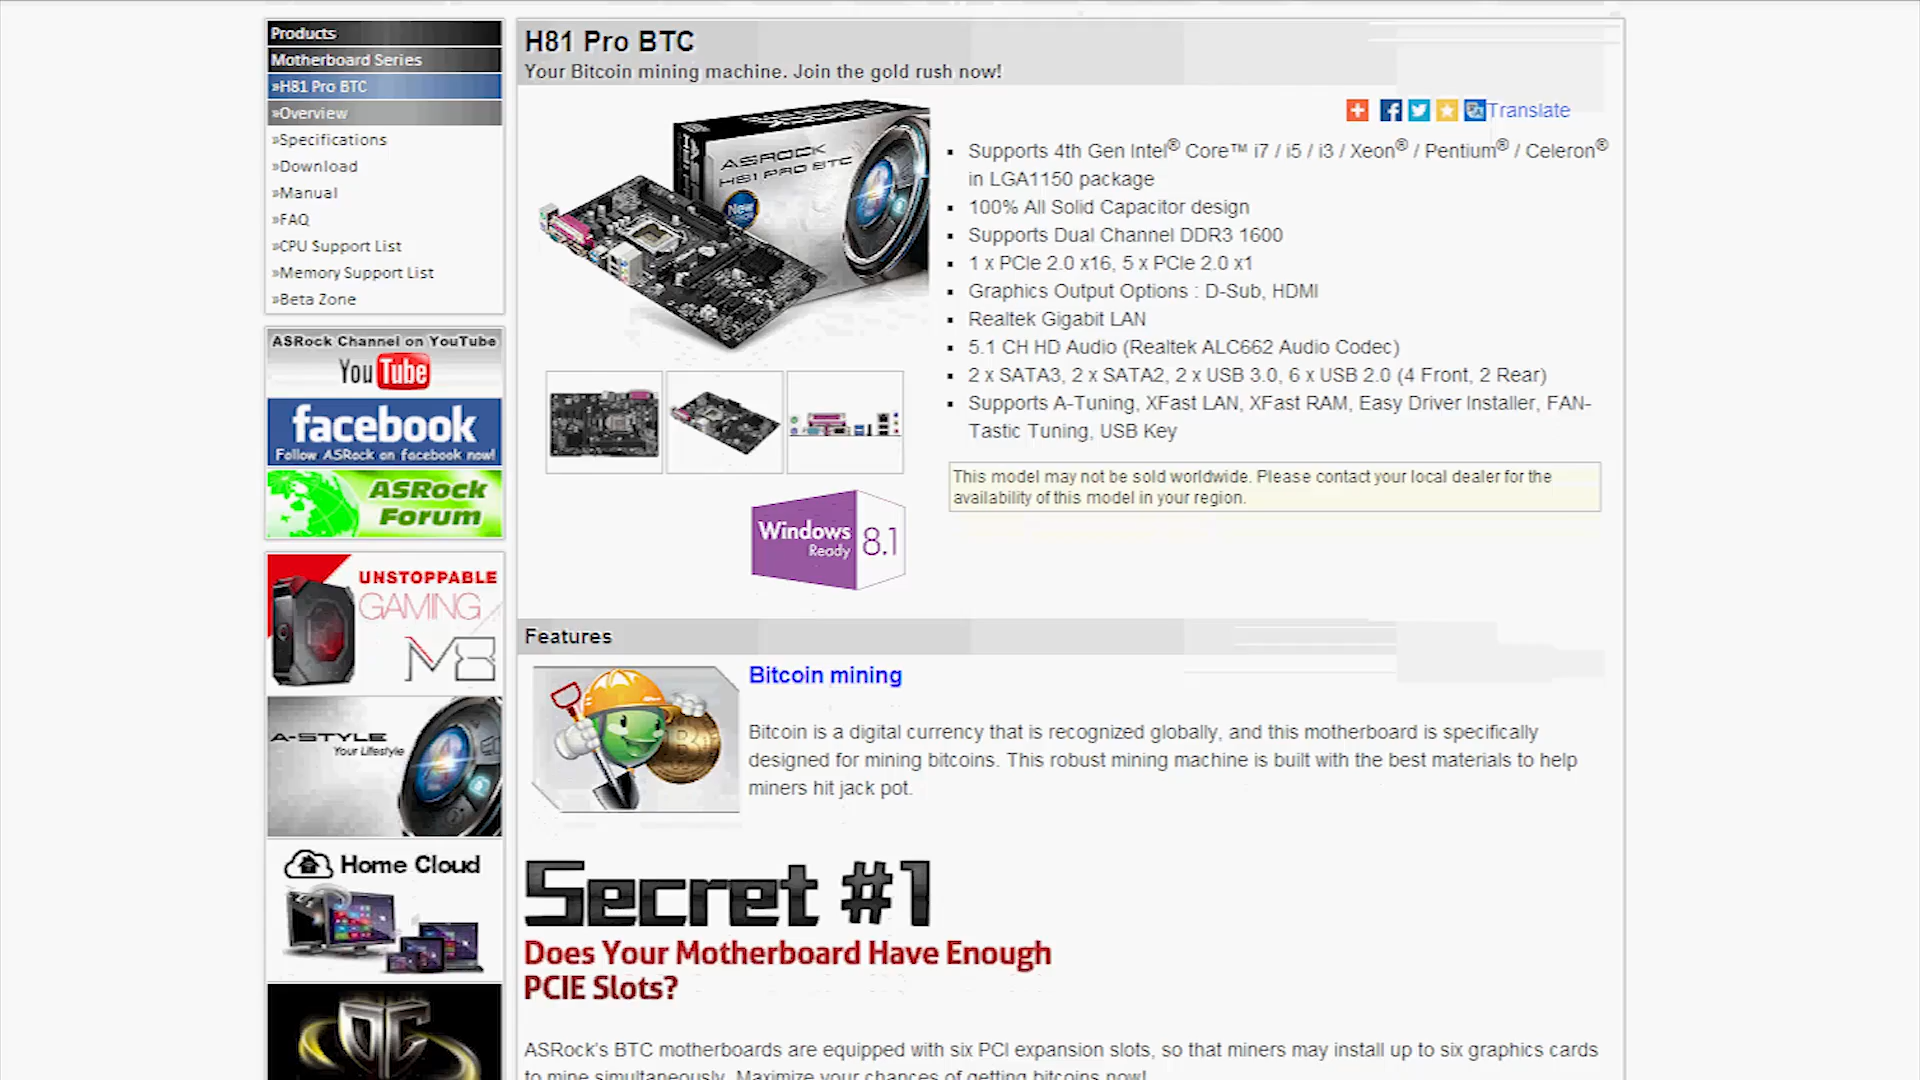 Products
Motherboard Series
»H81 Pro BTC
»Overview
»Specifications
»Download
»Manual
»FAQ
»CPU Support List
»Memory Support List
»Beta Zone
ASRock Channel on YouTube
YouTube
facebook
Follow ASRock on facebook now!
ASRock
Forum
UNSTOPPABLE
GAMING
M8
A-STYLE
Your Lifestyle
Home Cloud
OC
H81 Pro BTC
Your Bitcoin mining machine. Join the gold rush now!
ASROCK
H81 PRO BTC
New
Translate
▪ Supports 4th Gen Intel® Core™ i7 / i5 / i3 / Xeon® / Pentium® / Celeron®
in LGA1150 package
▪ 100% All Solid Capacitor design
▪ Supports Dual Channel DDR3 1600
▪ 1 x PCIe 2.0 x16, 5 x PCIe 2.0 x1
▪ Graphics Output Options : D-Sub, HDMI
▪ Realtek Gigabit LAN
▪ 5.1 CH HD Audio (Realtek ALC662 Audio Codec)
▪ 2 x SATA3, 2 x SATA2, 2 x USB 3.0, 6 x USB 2.0 (4 Front, 2 Rear)
▪ Supports A-Tuning, XFast LAN, XFast RAM, Easy Driver Installer, FAN-
Tastic Tuning, USB Key
This model may not be sold worldwide. Please contact your local dealer for the
availability of this model in your region.
Windows
Ready
8.1
Features
Bitcoin mining
Bitcoin is a digital currency that is recognized globally, and this motherboard is specifically
designed for mining bitcoins. This robust mining machine is built with the best materials to help
miners hit jack pot.
Secret #1
Does Your Motherboard Have Enough
PCIE Slots?
ASRock's BTC motherboards are equipped with six PCI expansion slots, so that miners may install up to six graphics cards
to mine simultaneously. Maximize your chances of getting bitcoins now!